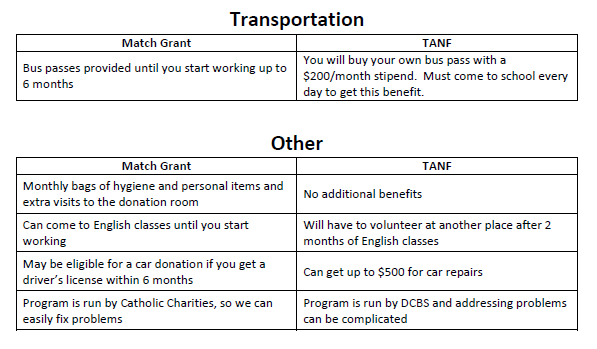 Transportation
Match Grant
TANF
Bus passes provided until you start working up to
6 months
You will buy your own bus pass with a
$200/month stipend.  Must come to school every
day to get this benefit.
Other
Match Grant
TANF
Monthly bags of hygiene and personal items and
extra visits to the donation room
No additional benefits
Can come to English classes until you start
working
Will have to volunteer at another place after 2
months of English classes
May be eligible for a car donation if you get a
driver's license within 6 months
Can get up to $500 for car repairs
Program is run by Catholic Charities, so we can
easily fix problems
Program is run by DCBS and addressing problems
can be complicated